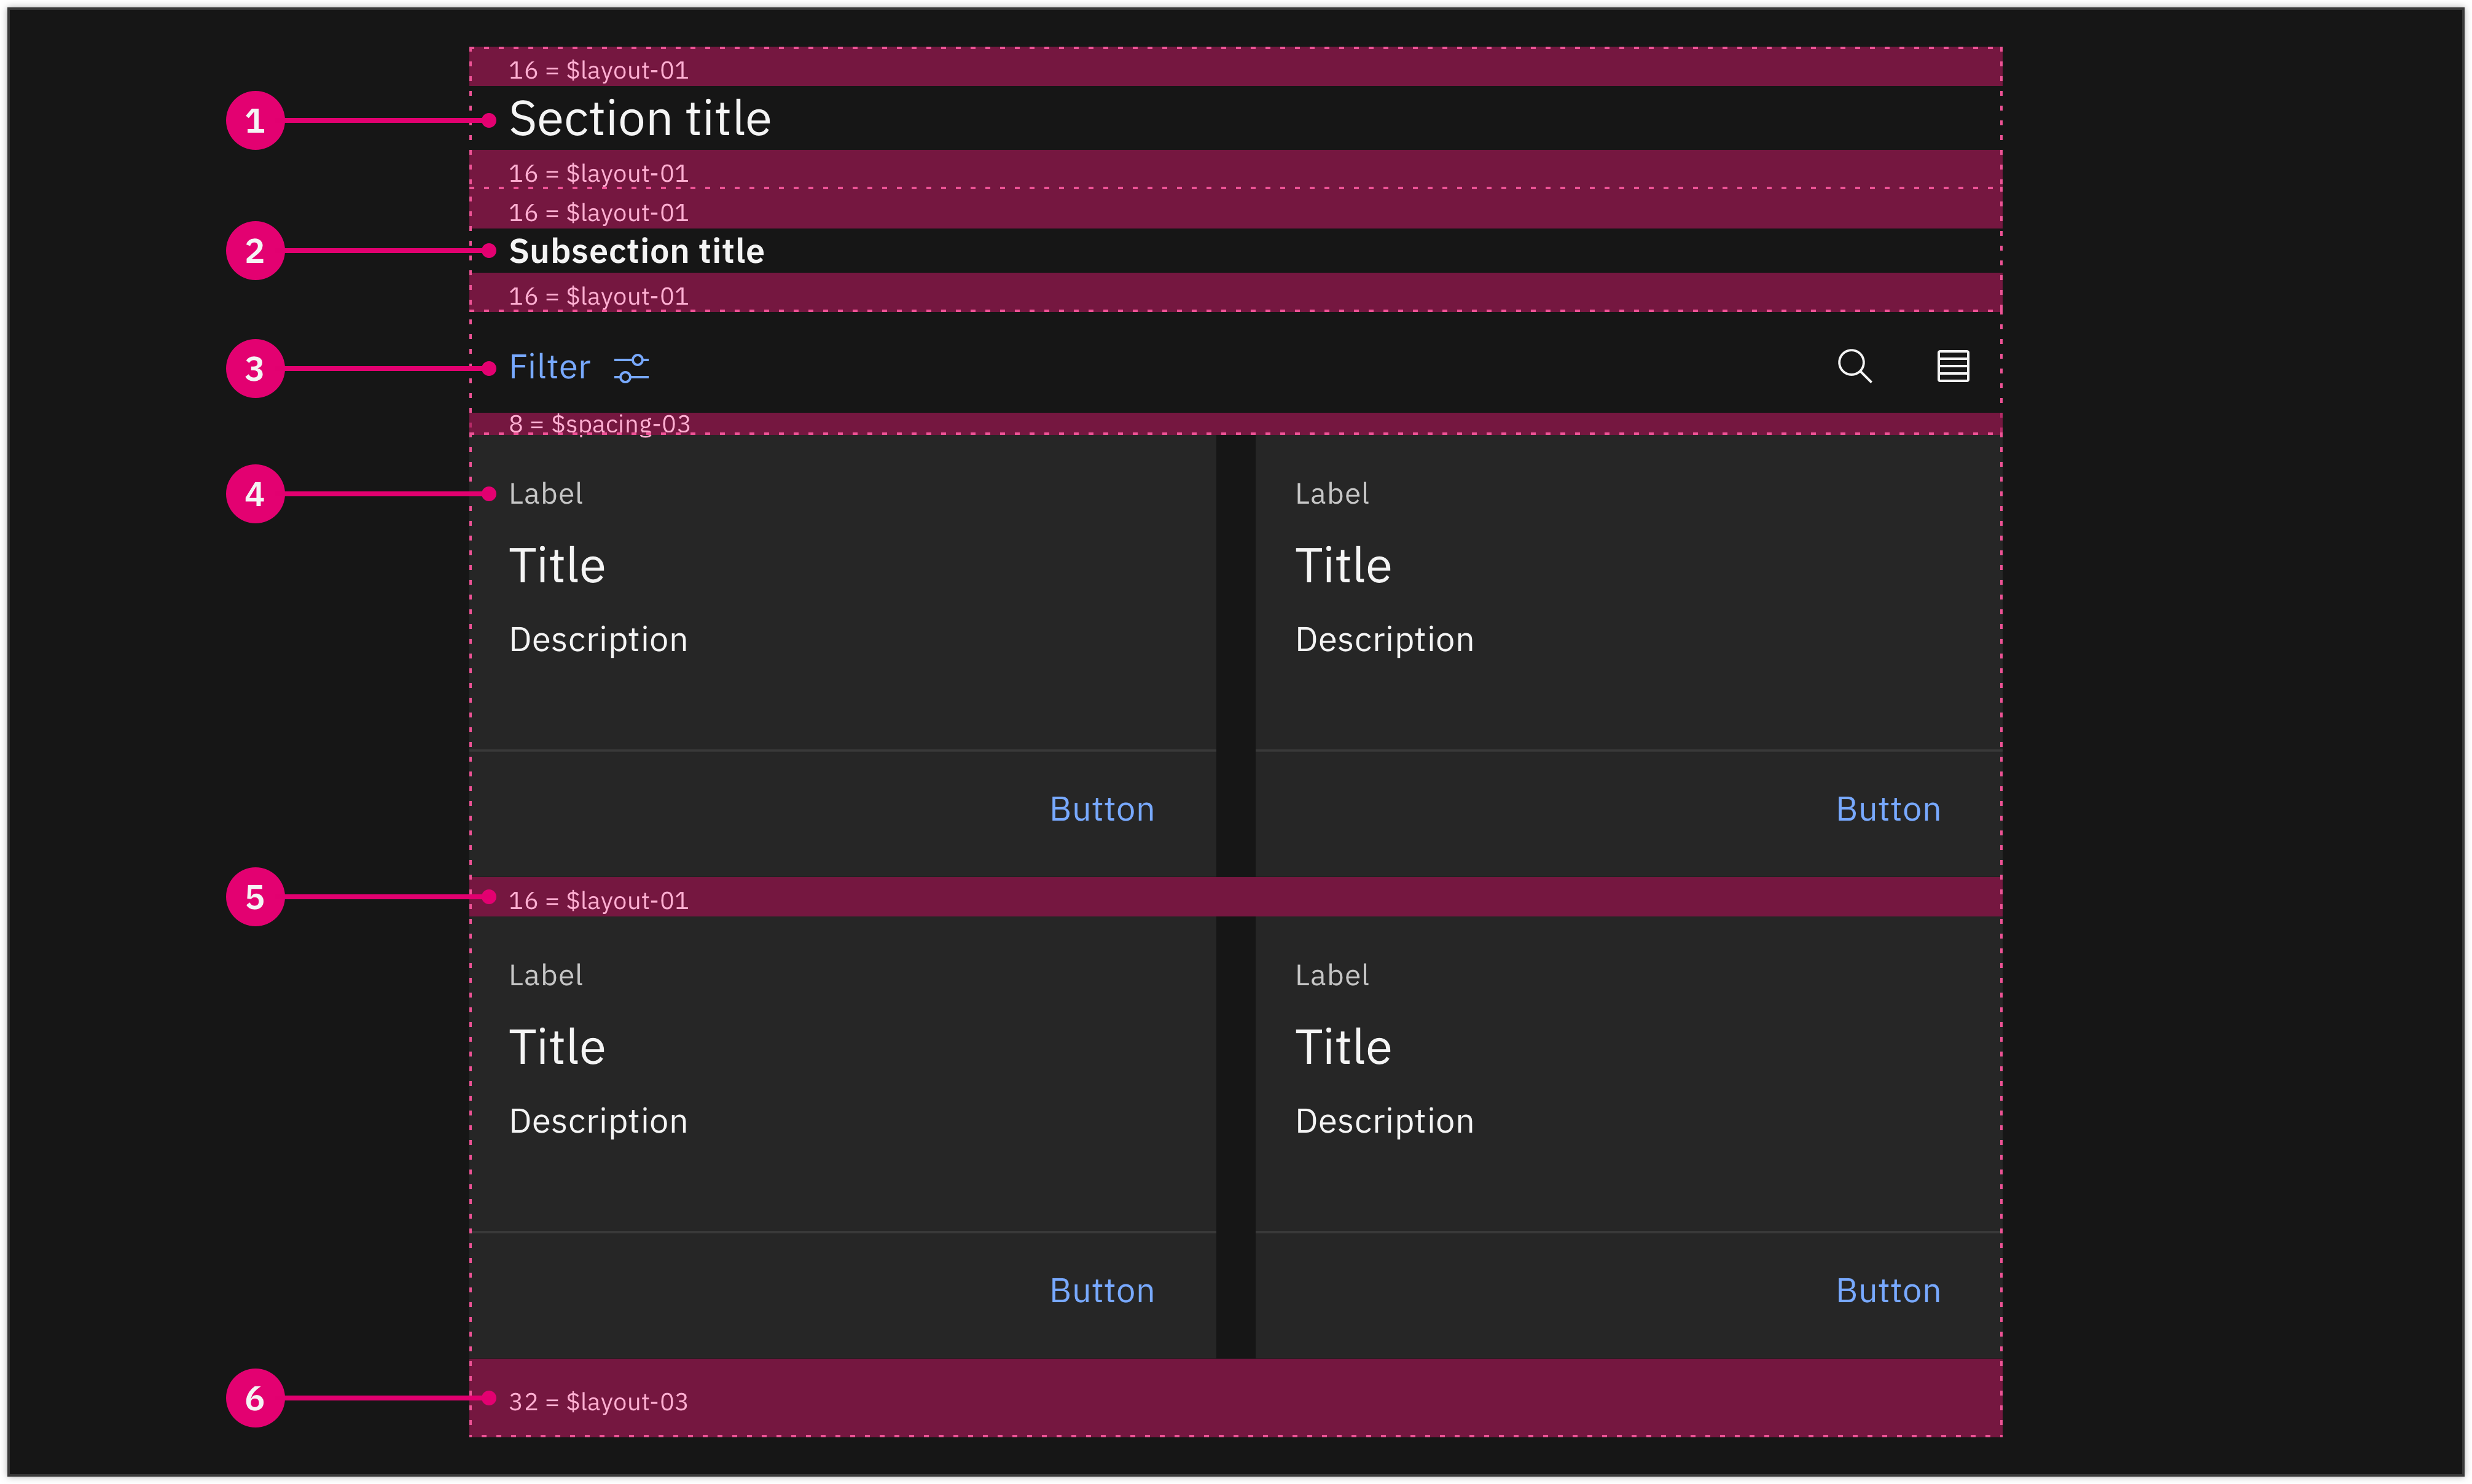 16 = $layout-01
1 Section title
16 = $layout-01
16 = $layout-01
2 Subsection title
16 = $layout-01
3 Filter
8 = $spacing-03
4 Label Label
Title Title
Description Description
Button Button
5 16 = $layout-01
Label Label
Title Title
Description Description
Button Button
6 32 = $layout-03